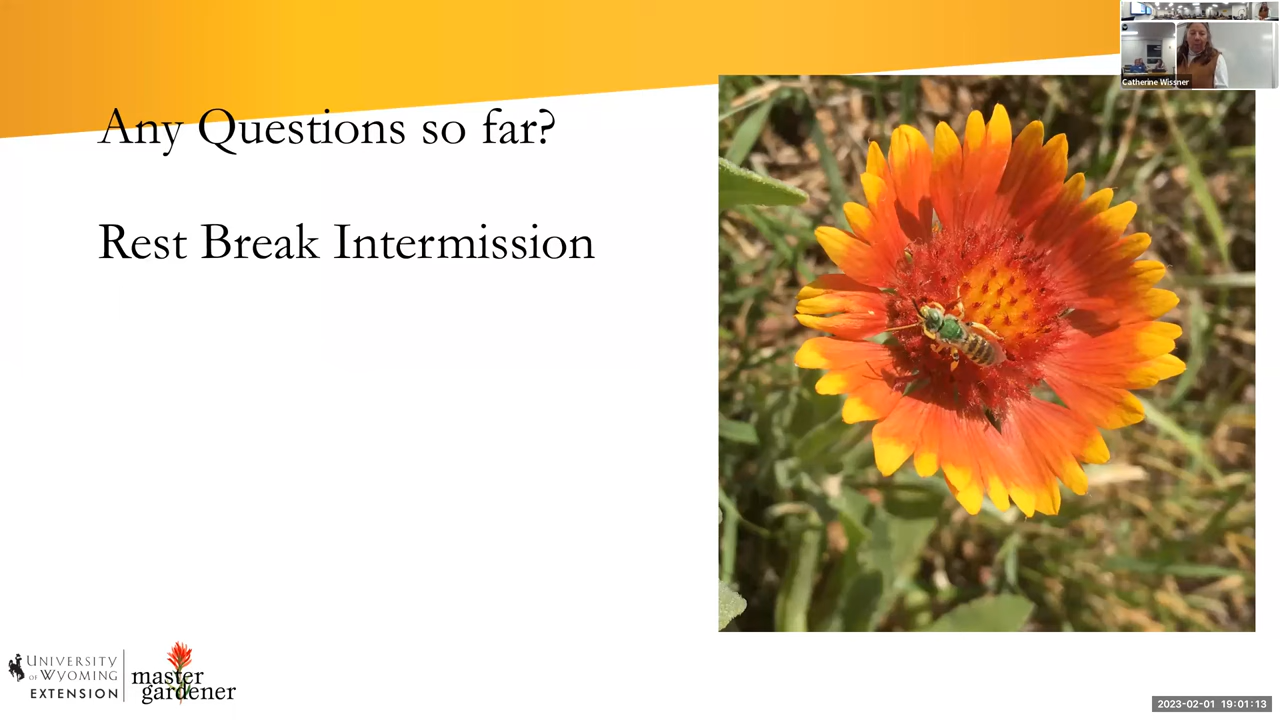 Any Questions so far?
Rest Break Intermission
Catherine Wissner
UNIVERSITY
OF WYOMING
EXTENSION
master
gardener
2023-02-01 19:01:13